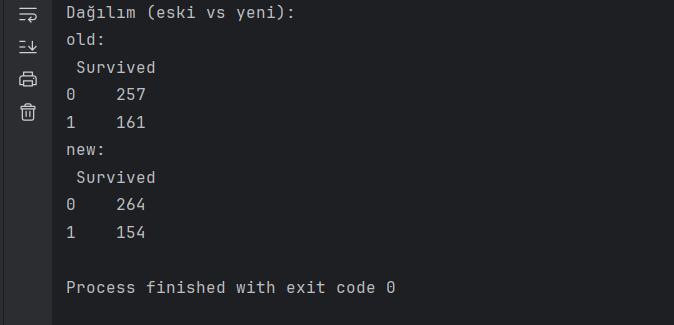 Dağılım (eski vs yeni):
old:
 Survived
0    257
1    161
new:
 Survived
0    264
1    154
Process finished with exit code 0